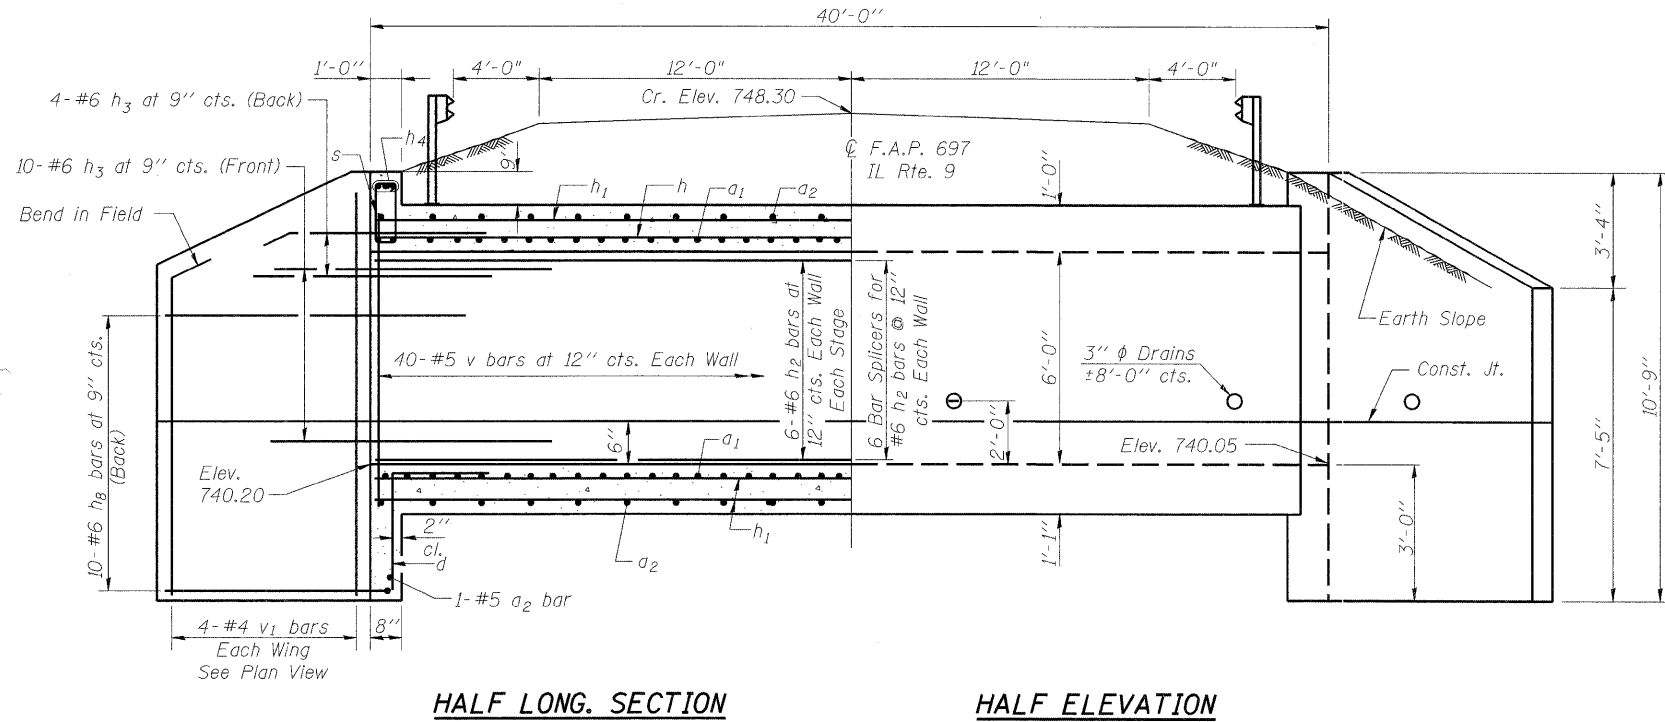 40'-0"
1'-0"
4'-0"
12'-0"
12'-0"
4'-0"
4-#6 h3 at 9" cts. (Back)
Cr. Elev. 748.30
h4
s
10-#6 h3 at 9" cts. (Front)
9"
℄ F.A.P. 697
IL Rte. 9
1'-0"
h1
h
a1
a2
Bend in Field
3'-4"
10-#6 h8 bars at 9" cts.
(Back)
40-#5 v bars at 12" cts. Each Wall
6-#6 h2 bars at
12" cts. Each Wall
Each Stage
6 Bar Splicers for
#6 h2 bars @ 12"
cts. Each Wall
6'-0"
3" ϕ Drains
±8'-0" cts.
Earth Slope
Const. Jt.
10'-9"
7'-5"
6"
a1
2'-0"
Elev. 740.05
Elev.
740.20
2"
cl.
d
h1
a2
1'-1"
3'-0"
1-#5 a2 bar
4-#4 v1 bars
Each Wing
See Plan View
8"
HALF LONG. SECTION
HALF ELEVATION